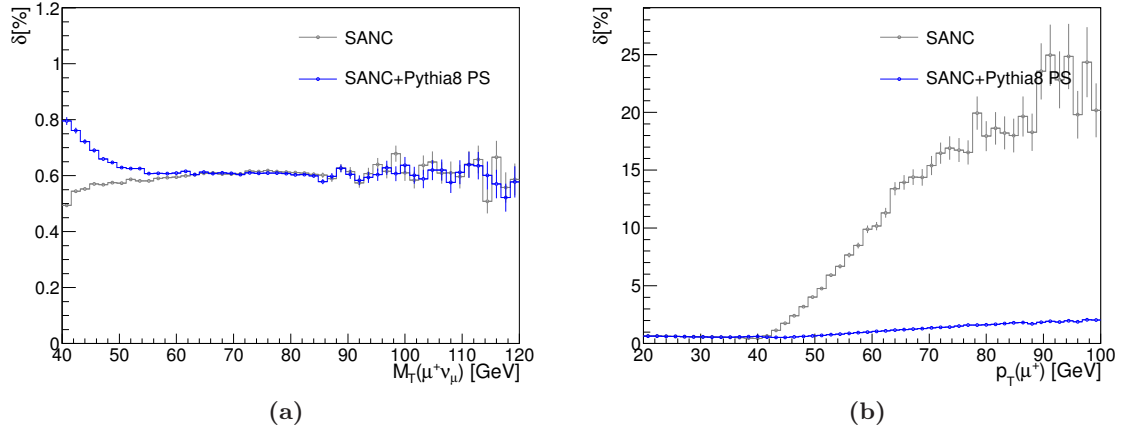 δ[%]
1.2
1
0.8
0.6
0.4
0.2
0
SANC
SANC+Pythia8 PS
40 50 60 70 80 90 100 110 120
M_T(μ⁺ν_μ) [GeV]
(a)
δ[%]
25
20
15
10
5
0
SANC
SANC+Pythia8 PS
20 30 40 50 60 70 80 90 100
p_T(μ⁺) [GeV]
(b)